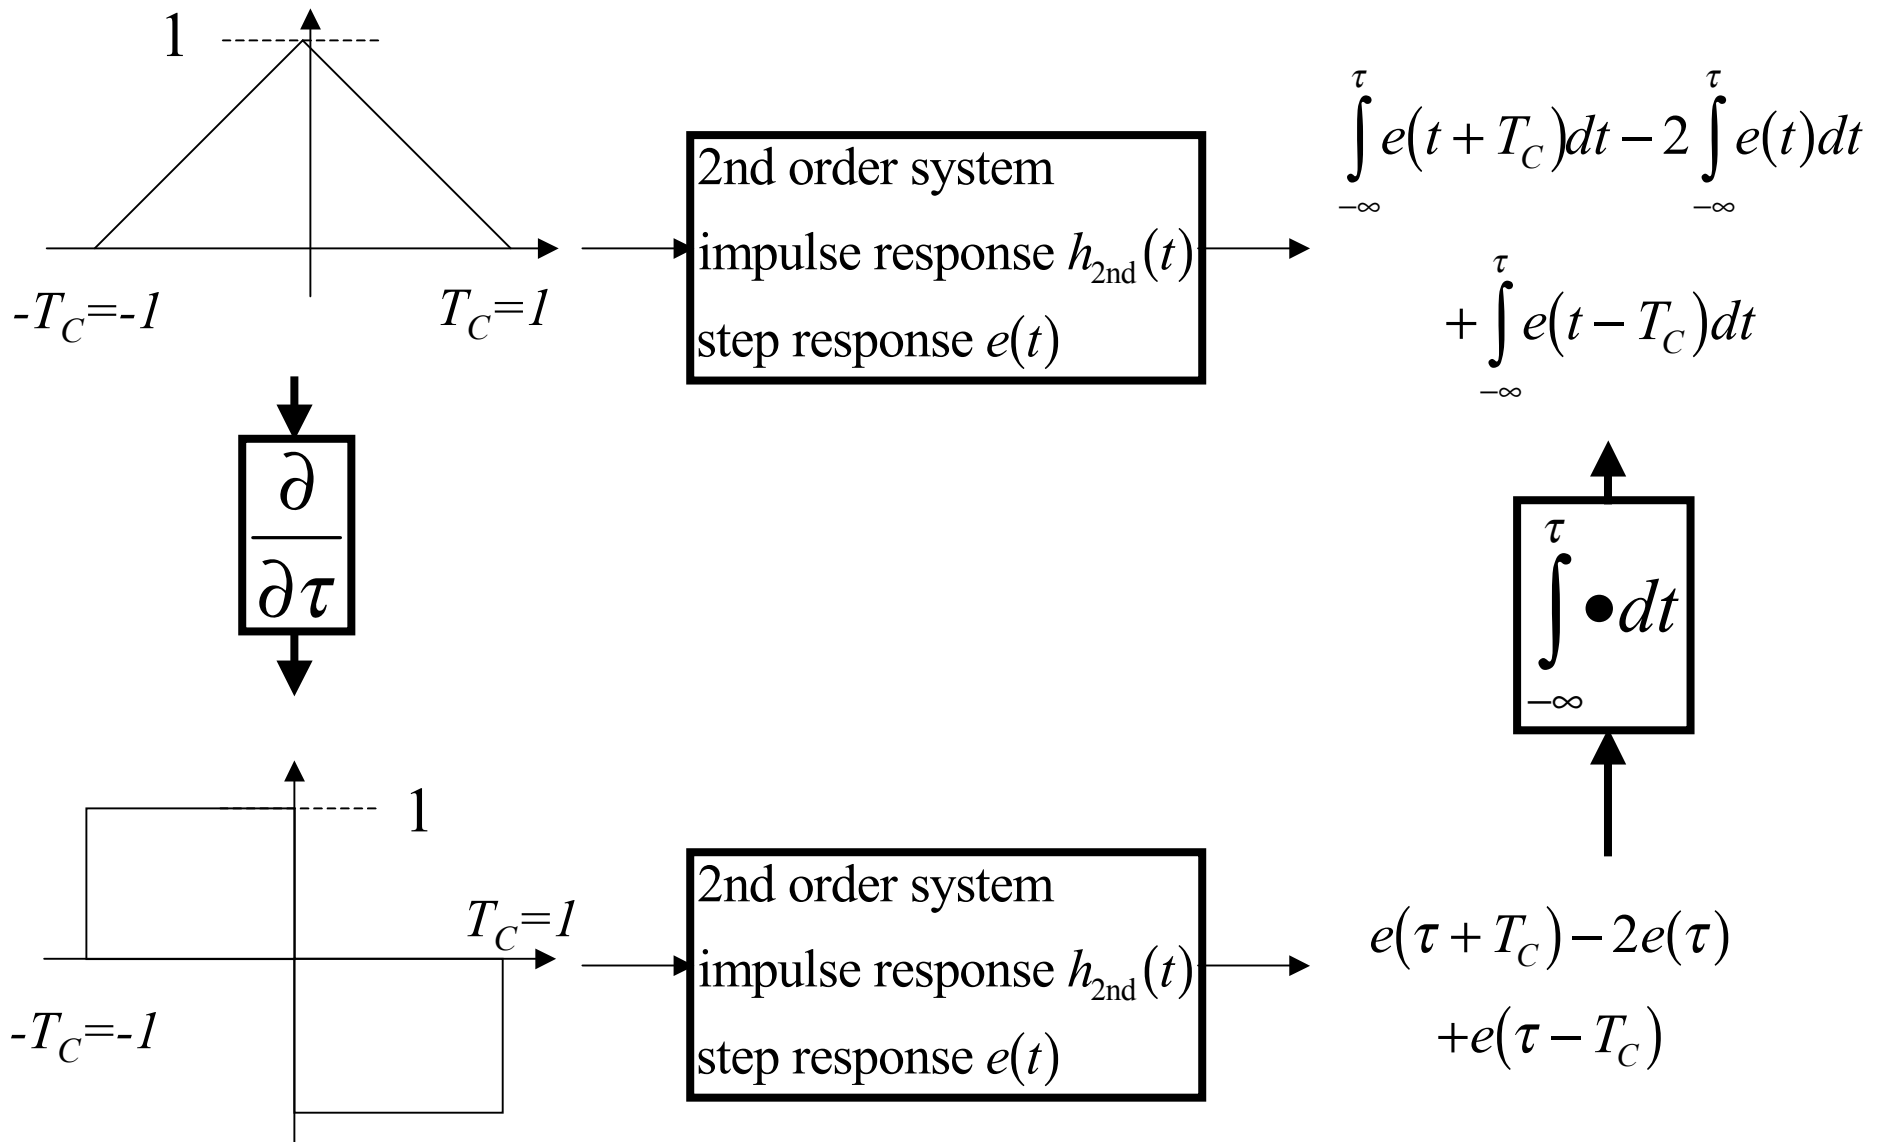 1
-T_C=-1
T_C=1
2nd order system
impulse response h_2nd(t)
step response e(t)
∫_{−∞}^{τ} e(t + T_C)dt − 2 ∫_{−∞}^{τ} e(t)dt
+ ∫_{−∞}^{τ} e(t − T_C)dt
∂
∂τ
∫_{−∞}^{τ} •dt
1
T_C=1
-T_C=-1
2nd order system
impulse response h_2nd(t)
step response e(t)
e(τ + T_C) − 2e(τ)
+e(τ − T_C)